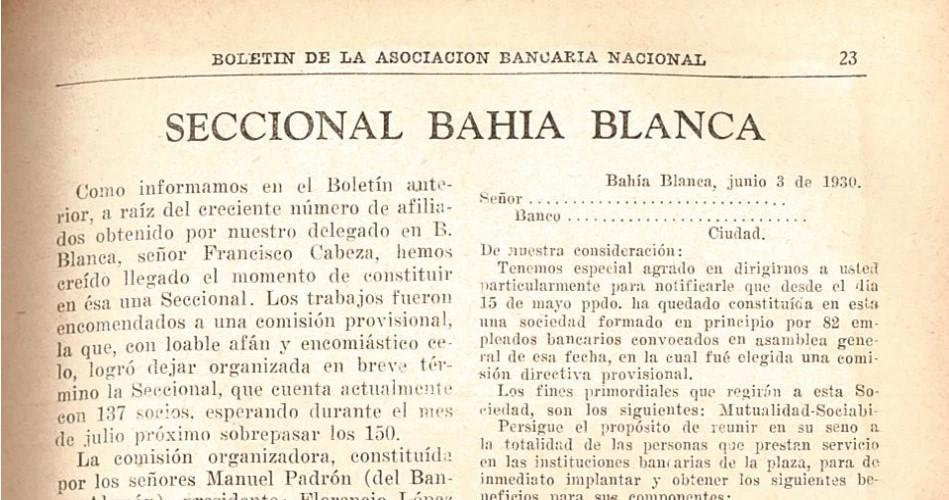 BOLETIN DE LA ASOCIACION BANCARIA NACIONAL 23
SECCIONAL BAHIA BLANCA
Como informamos en el Boletín ante-
rior, a raíz del creciente número de afilia-
dos obtenido por nuestro delegado en B.
Blanca, señor Francisco Cabeza, hemos
creído llegado el momento de constituir
en ésa una Seccional. Los trabajos fueron
encomendados a una comisión provisional,
la que, con loable afán y encomiástico ce-
lo, logró dejar organizada en breve tér-
mino la Seccional, que cuenta actualmente
con 137 socios, esperando durante el mes
de julio próximo sobrepasar los 150.
La comisión organizadora, constituída
por los señores Manuel Padrón (del Ban-
Alemán), presidente; Florencio López
Bahía Blanca, junio 3 de 1930.
Señor ..............................
Banco ............................
Ciudad.
De nuestra consideración:
Tenemos especial agrado en dirigirnos a usted
particularmente para notificarle que desde el día
15 de mayo ppdo. ha quedado constituída en esta
una sociedad formado en principio por 82 em-
pleados bancarios convocados en asamblea gene-
ral de esa fecha, en la cual fué elegida una comi-
sión directiva provisional.
Los fines primordiales que regirán a esta So-
ciedad, son los siguientes: Mutualidad-Sociabi-
Persigue el propósito de reunir en su seno a
la totalidad de las personas que prestan servicio
en las instituciones bancarias de la plaza, para de
inmediato implantar y obtener los siguientes be-
neficios para sus componentes: